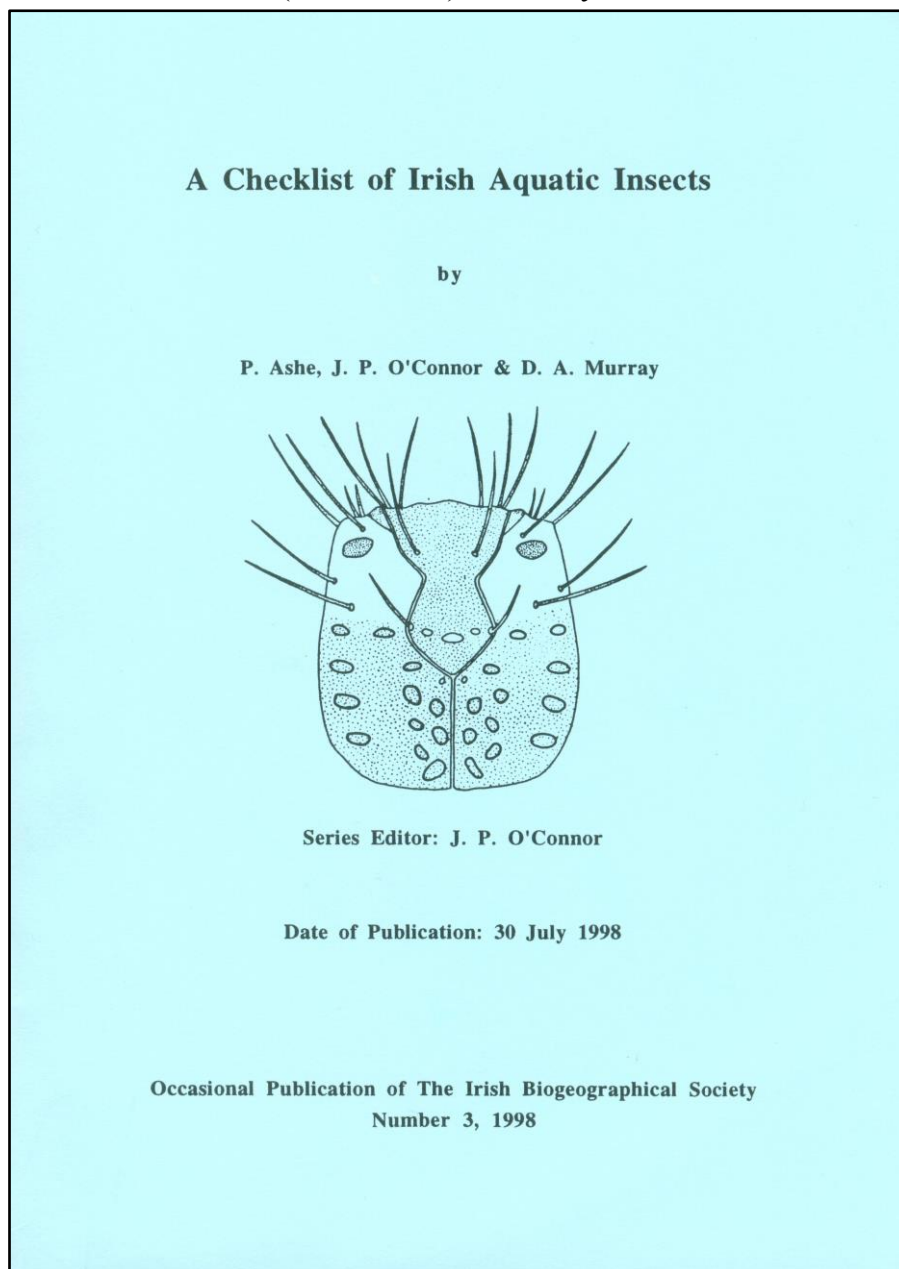 A Checklist of Irish Aquatic Insects
by
P. Ashe, J. P. O'Connor & D. A. Murray
Series Editor: J. P. O'Connor
Date of Publication: 30 July 1998
Occasional Publication of The Irish Biogeographical Society
Number 3, 1998